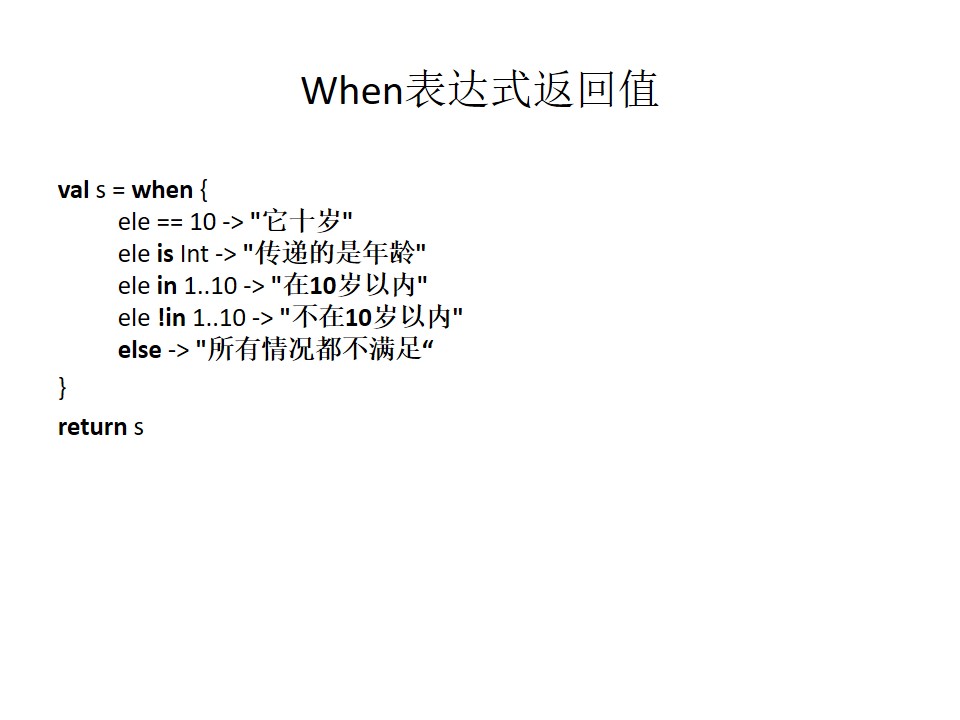 When表达式返回值
val s = when {
ele == 10 -> "它十岁"
ele is Int -> "传递的是年龄"
ele in 1..10 -> "在10岁以内"
ele !in 1..10 -> "不在10岁以内"
else -> "所有情况都不满足“
}
return s